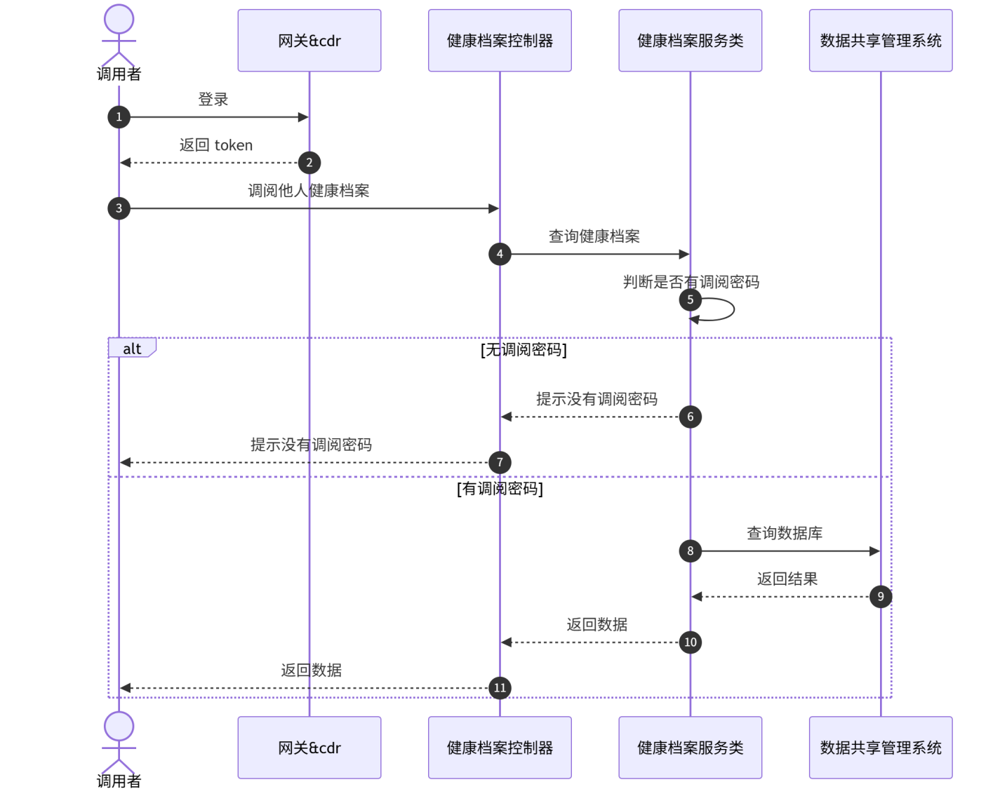 调用者
网关&cdr
健康档案控制器
健康档案服务类
数据共享管理系统
登录
1
返回 token
2
调阅他人健康档案
3
查询健康档案
4
判断是否有调阅密码
5
alt
[无调阅密码]
提示没有调阅密码
6
提示没有调阅密码
7
[有调阅密码]
查询数据库
8
返回结果
9
返回数据
10
返回数据
11
调用者
网关&cdr
健康档案控制器
健康档案服务类
数据共享管理系统